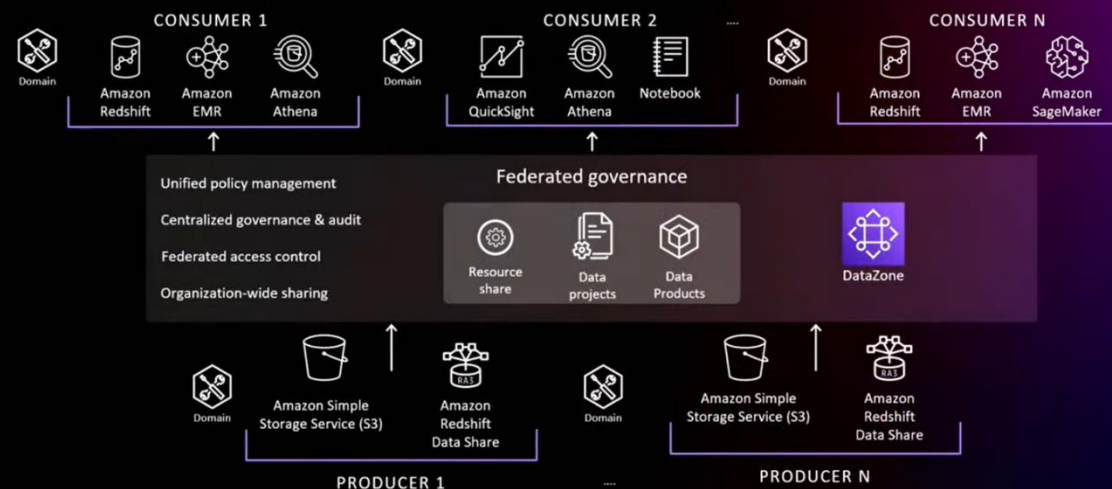 CONSUMER 1
CONSUMER 2
....
CONSUMER N
Domain
Amazon
Redshift
Amazon
EMR
Amazon
Athena
Domain
Amazon
QuickSight
Amazon
Athena
Notebook
Domain
Amazon
Redshift
Amazon
EMR
Amazon
SageMaker
Federated governance
Unified policy management
Centralized governance & audit
Federated access control
Organization-wide sharing
Resource
share
Data
projects
Data
Products
DataZone
Domain
Amazon Simple
Storage Service (S3)
RA3
Amazon
Redshift
Data Share
PRODUCER 1
....
Domain
Amazon Simple
Storage Service (S3)
RA3
Amazon
Redshift
Data Share
PRODUCER N